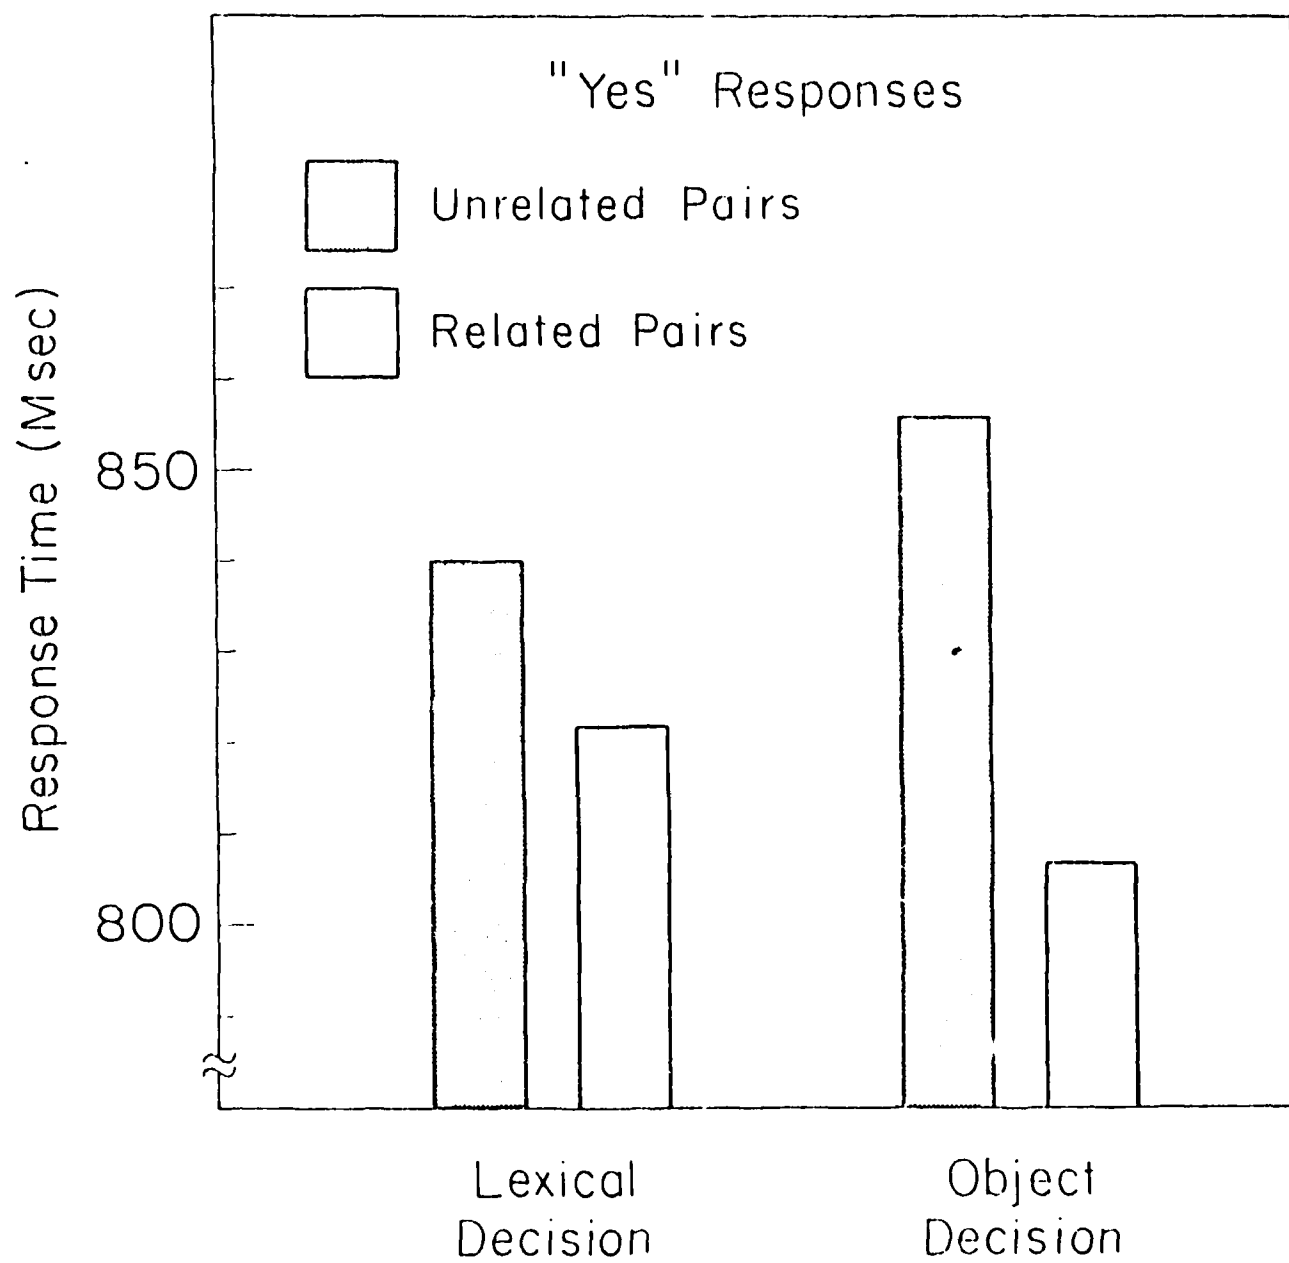 "Yes" Responses
Unrelated Pairs
Related Pairs
Response Time (Msec)
850
800
Lexical
Decision
Object
Decision